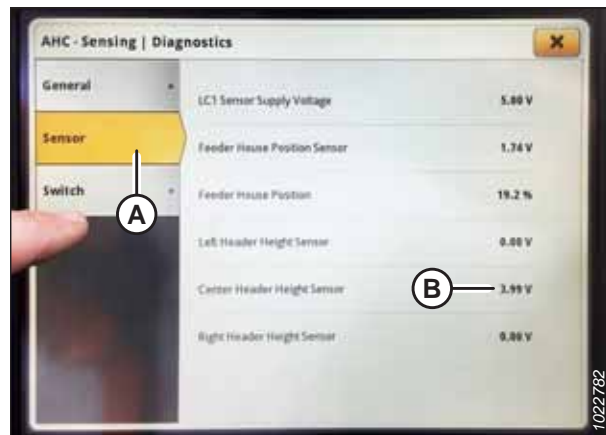 AHC - Sensing | Diagnostics
General
LC1 Sensor Supply Voltage 5.00 V
Sensor
Feeder House Position Sensor 1.74 V
Switch
Feeder House Position 19.2 %
A
Left Header Height Sensor 0.00 V
Center Header Height Sensor B 3.99 V
Right Header Height Sensor 0.00 V
1022782